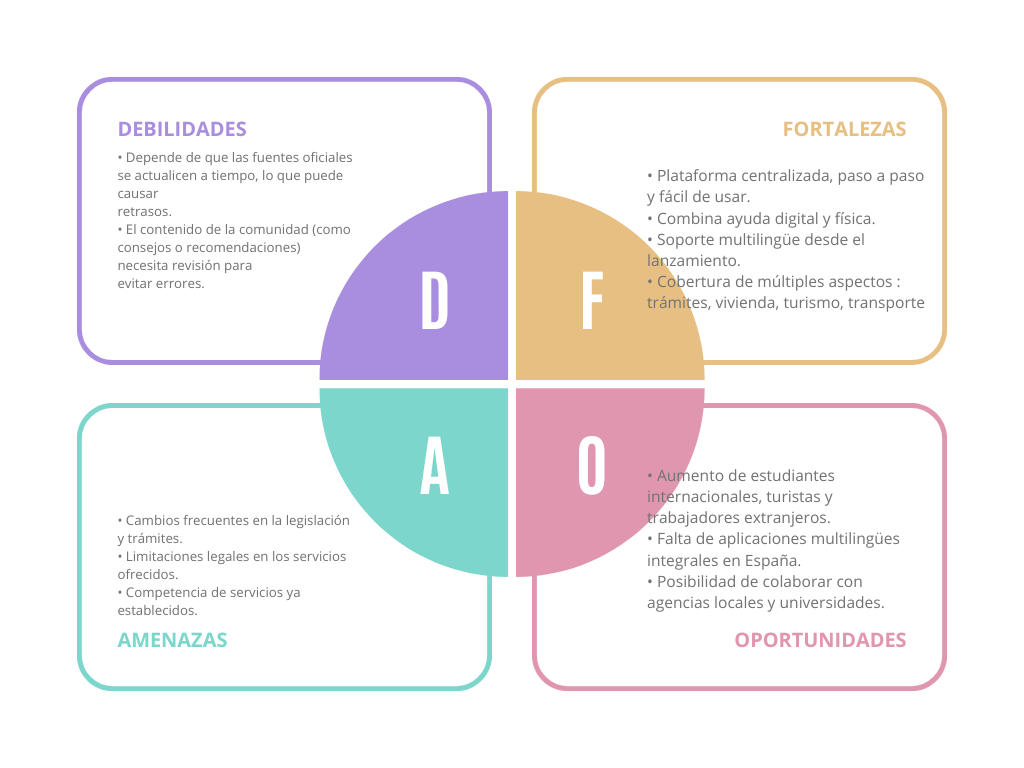 DEBILIDADES
• Depende de que las fuentes oficiales
se actualicen a tiempo, lo que puede
causar
retrasos.
• El contenido de la comunidad (como
consejos o recomendaciones)
necesita revisión para
evitar errores.
FORTALEZAS
• Plataforma centralizada, paso a paso
y fácil de usar.
• Combina ayuda digital y física.
• Soporte multilingüe desde el
lanzamiento.
• Cobertura de múltiples aspectos :
trámites, vivienda, turismo, transporte
D
F
A
O
• Cambios frecuentes en la legislación
y trámites.
• Limitaciones legales en los servicios
ofrecidos.
• Competencia de servicios ya
establecidos.
AMENAZAS
• Aumento de estudiantes
internacionales, turistas y
trabajadores extranjeros.
• Falta de aplicaciones multilingües
integrales en España.
• Posibilidad de colaborar con
agencias locales y universidades.
OPORTUNIDADES